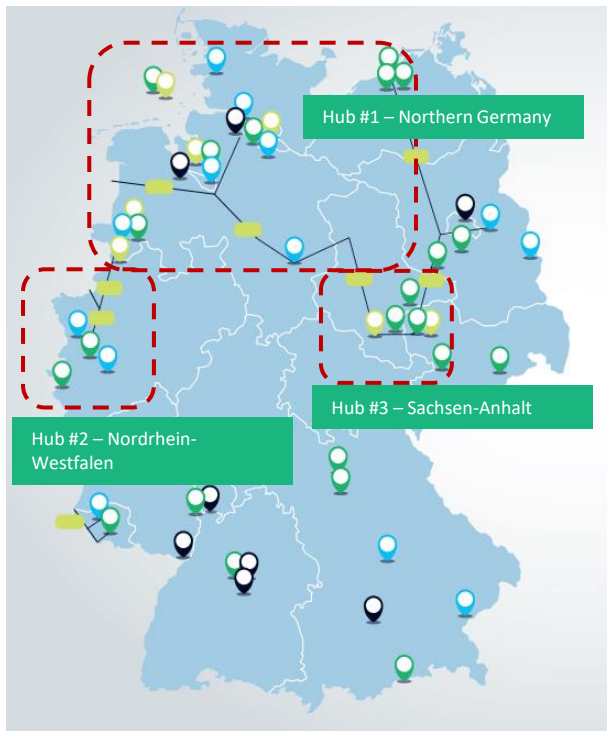 Hub #1 – Northern Germany
Hub #3 – Sachsen-Anhalt
Hub #2 – Nordrhein-
Westfalen